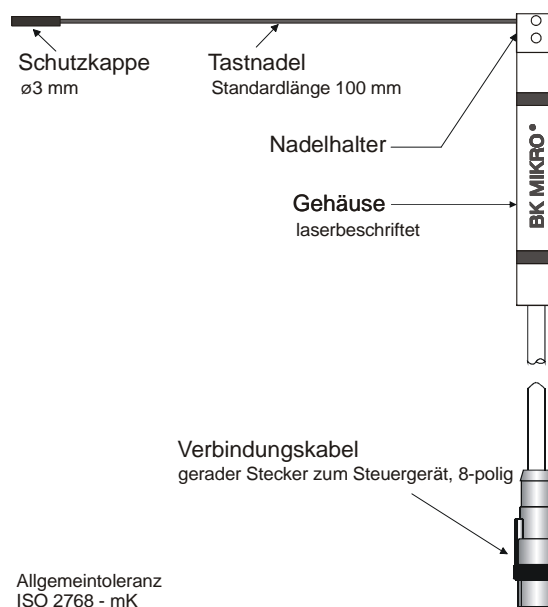 Schutzkappe
ø3 mm
Tastnadel
Standardlänge 100 mm
Nadelhalter
Gehäuse
laserbeschriftet
BK MIKRO®
Verbindungskabel
gerader Stecker zum Steuergerät, 8-polig
Allgemeintoleranz
ISO 2768 - mK